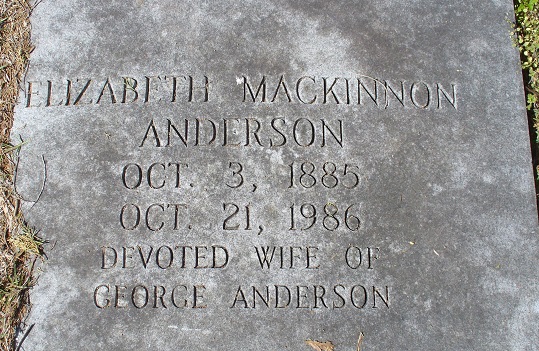 ELIZABETH MACKINNON
ANDERSON
OCT. 3, 1885
OCT. 21, 1986
DEVOTED WIFE OF
GEORGE ANDERSON